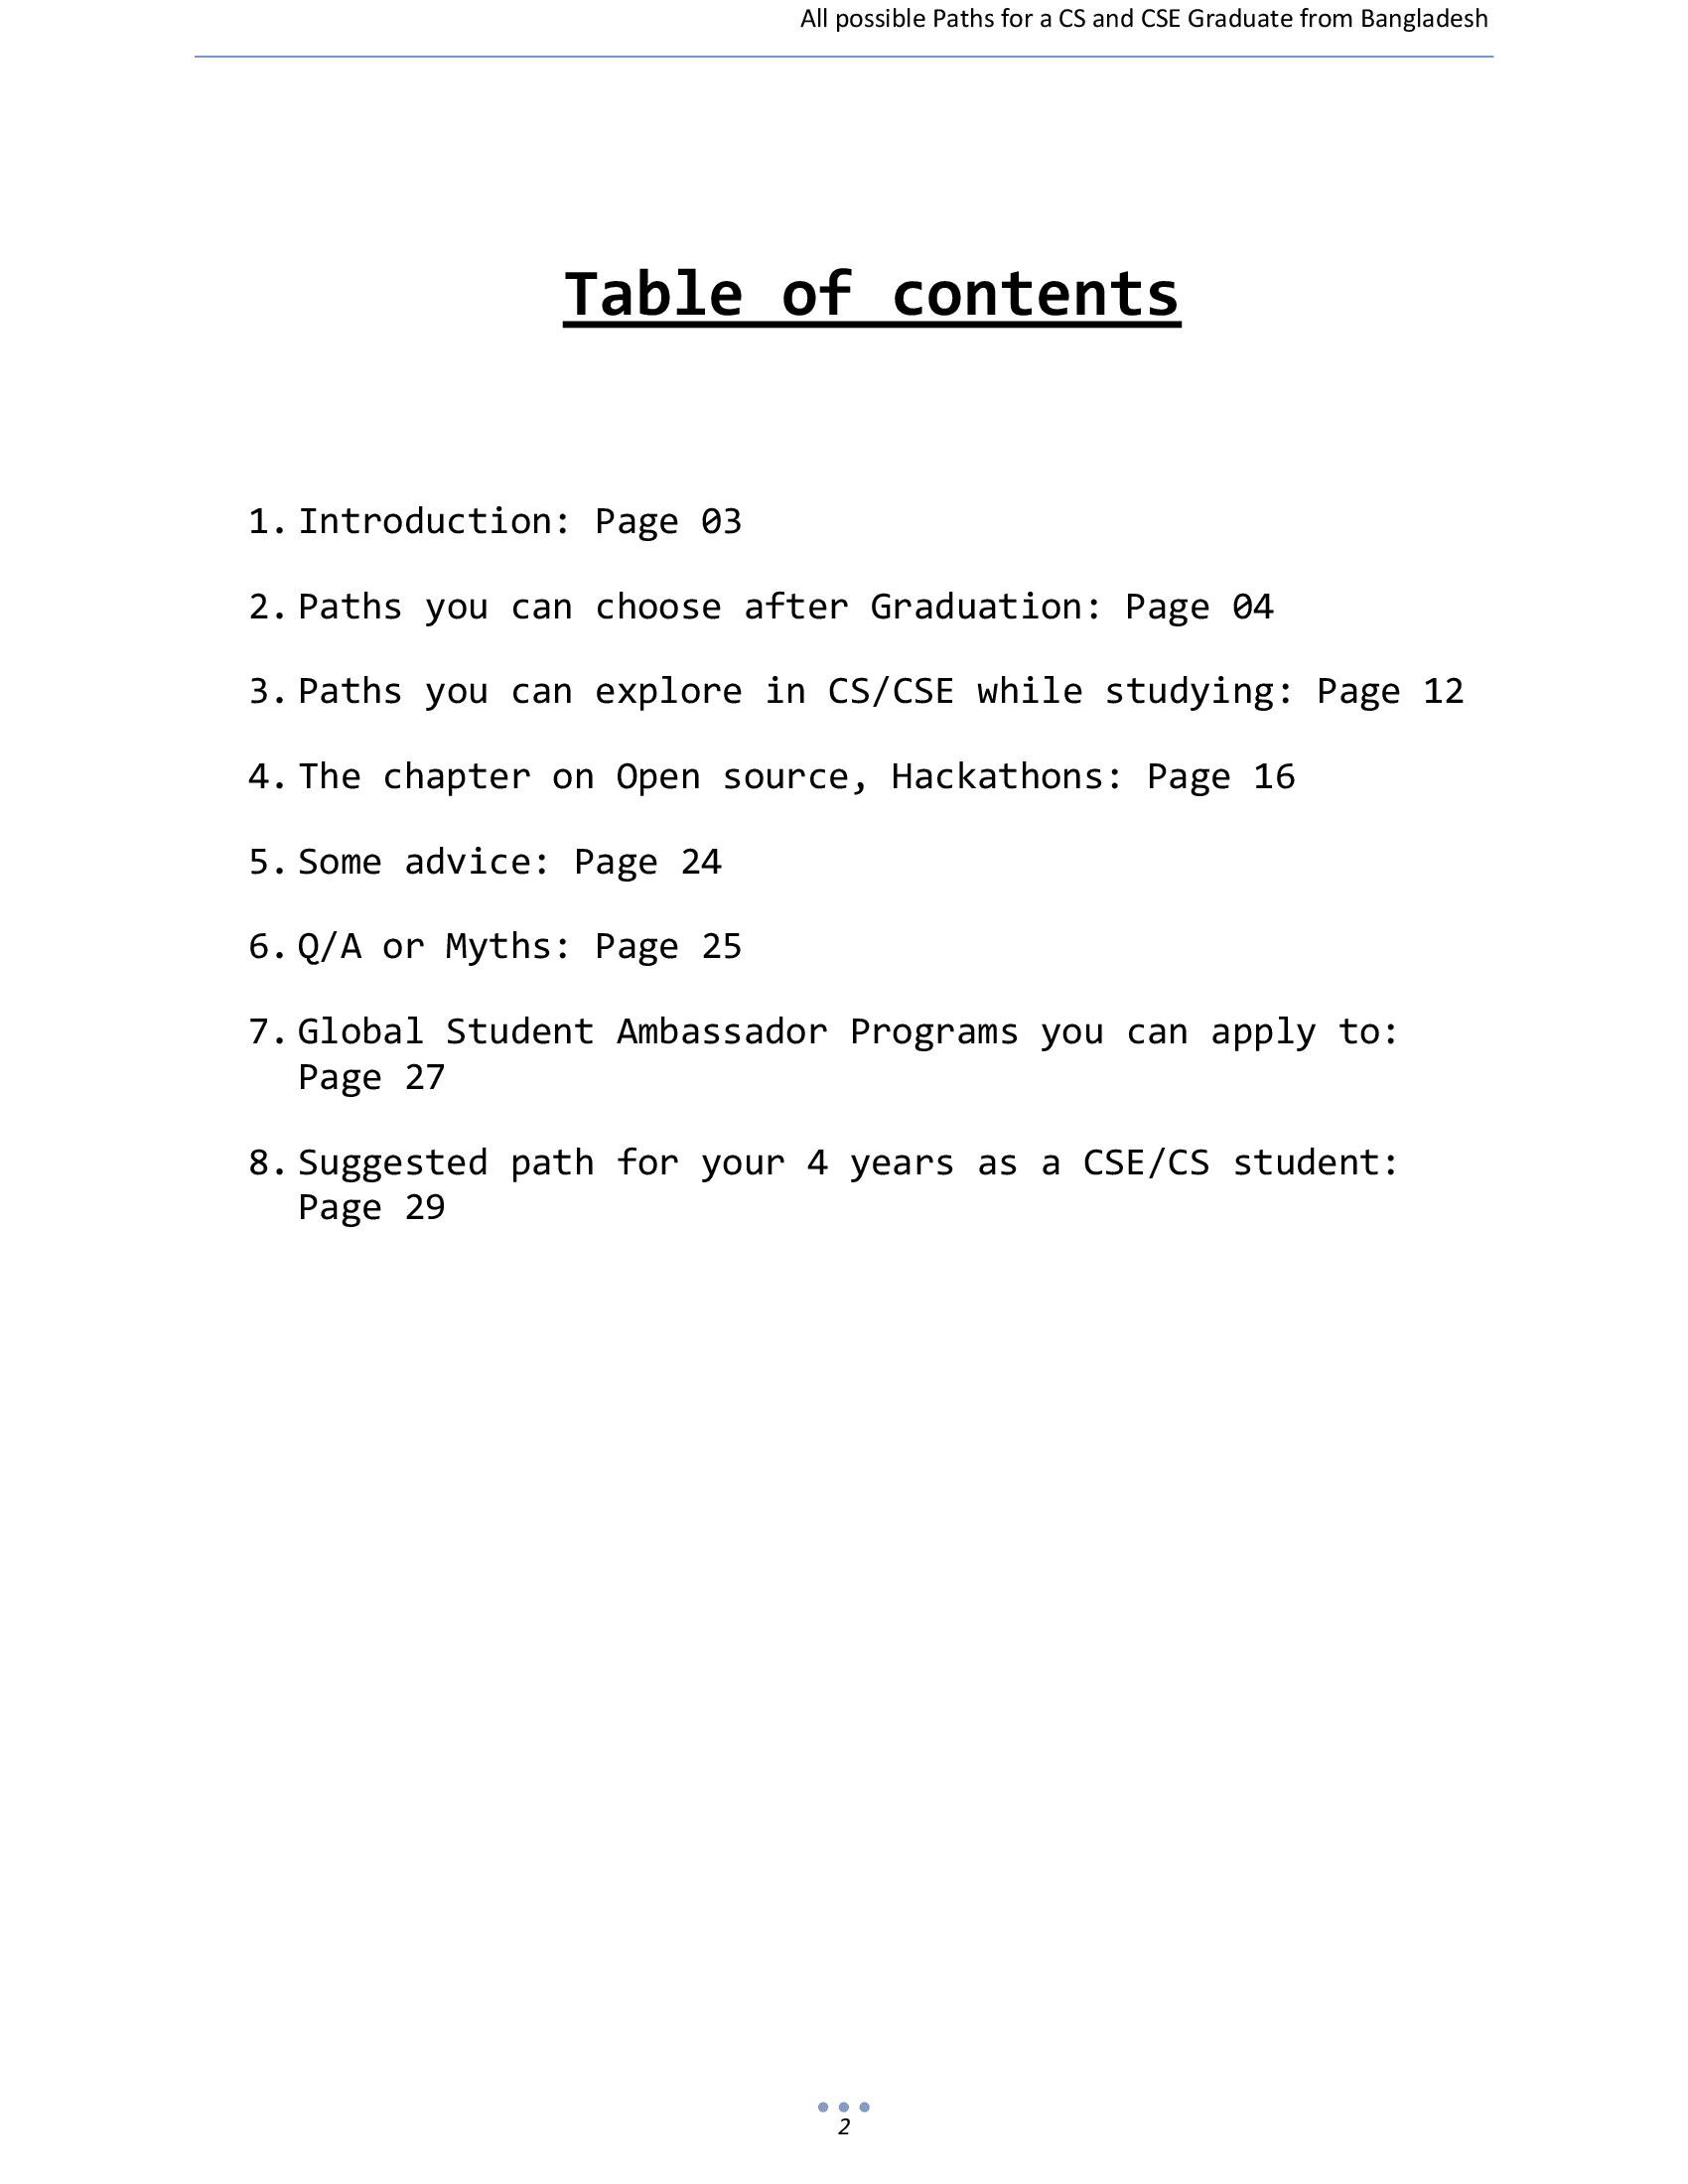 All possible Paths for a CS and CSE Graduate from Bangladesh
Table of contents
1. Introduction: Page 03
2. Paths you can choose after Graduation: Page 04
3. Paths you can explore in CS/CSE while studying: Page 12
4. The chapter on Open source, Hackathons: Page 16
5. Some advice: Page 24
6. Q/A or Myths: Page 25
7. Global Student Ambassador Programs you can apply to:
Page 27
8. Suggested path for your 4 years as a CSE/CS student:
Page 29
2